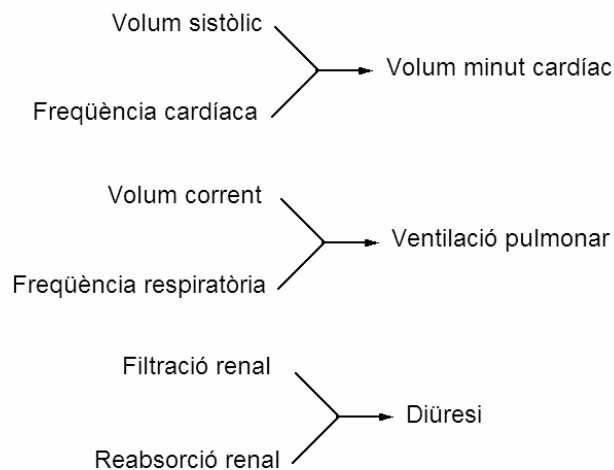 Volum sistòlic
Volum minut cardíac
Freqüència cardíaca
Volum corrent
Ventilació pulmonar
Freqüència respiratòria
Filtració renal
Diüresi
Reabsorció renal